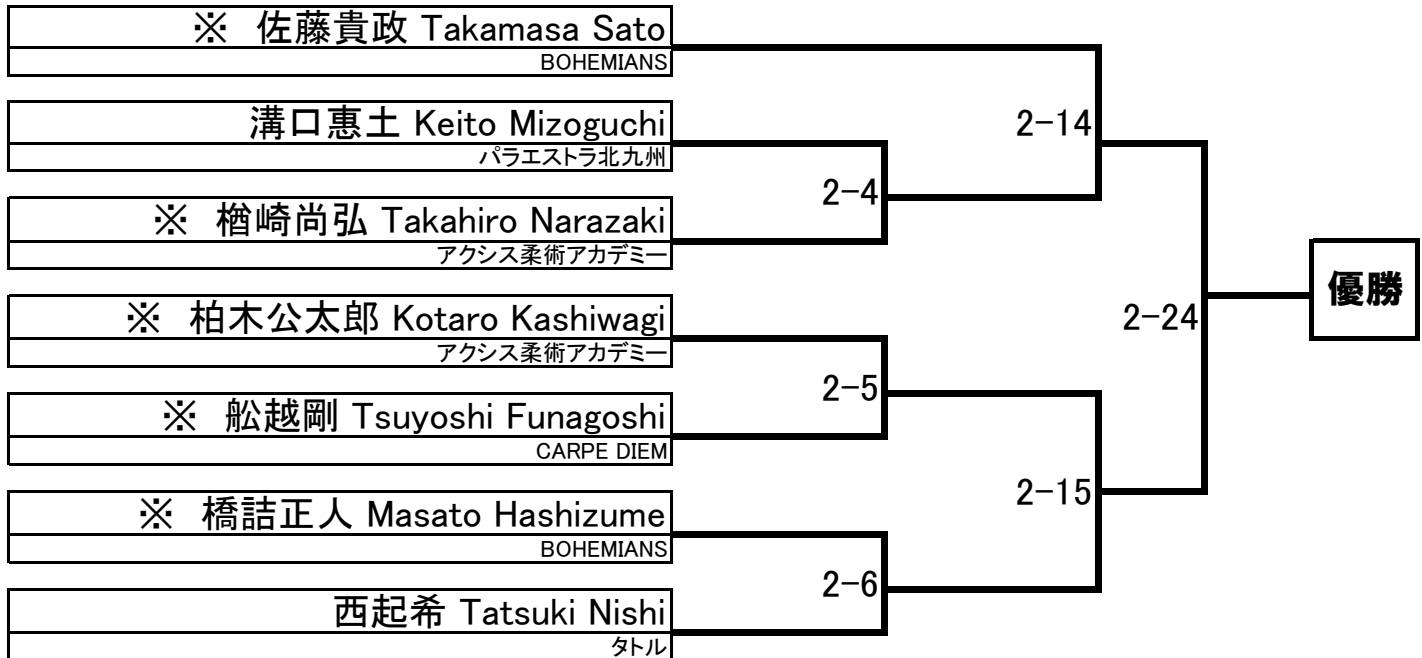 ※ 佐藤貴政 Takamasa Sato
BOHEMIANS
溝口惠土 Keito Mizoguchi
パラエストラ北九州
2-14
2-4
※ 楢崎尚弘 Takahiro Narazaki
アクシス柔術アカデミー
優勝
※ 柏木公太郎 Kotaro Kashiwagi
アクシス柔術アカデミー
2-24
2-5
※ 舩越剛 Tsuyoshi Funagoshi
CARPE DIEM
2-15
※ 橋詰正人 Masato Hashizume
BOHEMIANS
2-6
西起希 Tatsuki Nishi
タトル